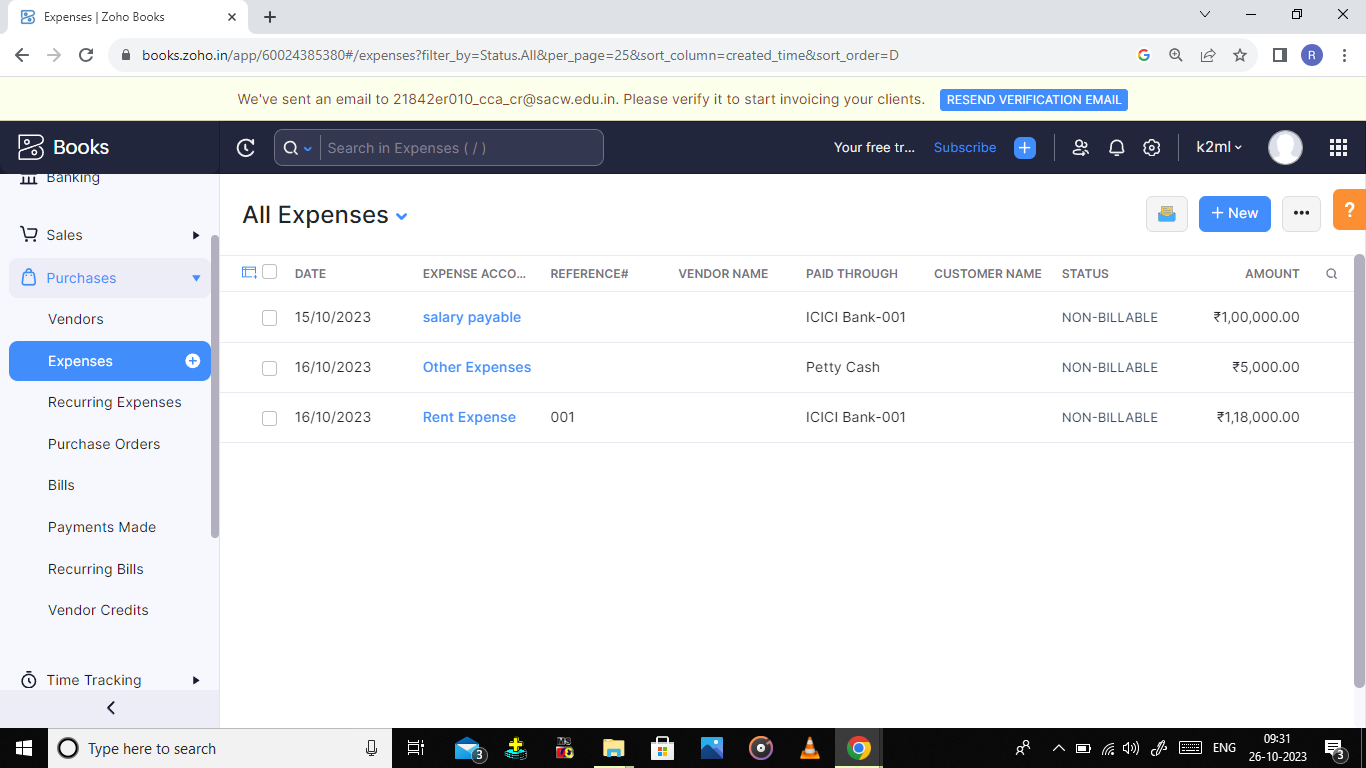 Expenses | Zoho Books
books.zoho.in/app/60024385380#/expenses?filter_by=Status.All&per_page=25&sort_column=created_time&sort_order=D
R
We've sent an email to 21842er010_cca_cr@sacw.edu.in. Please verify it to start invoicing your clients. RESEND VERIFICATION EMAIL
Books
Search in Expenses ( / )
Your free tr... Subscribe
k2ml
Banking
Sales
Purchases
Vendors
Expenses
Recurring Expenses
Purchase Orders
Bills
Payments Made
Recurring Bills
Vendor Credits
Time Tracking
All Expenses
+ New
?
DATE EXPENSE ACCO... REFERENCE# VENDOR NAME PAID THROUGH CUSTOMER NAME STATUS AMOUNT
15/10/2023 salary payable ICICI Bank-001 NON-BILLABLE ₹1,00,000.00
16/10/2023 Other Expenses Petty Cash NON-BILLABLE ₹5,000.00
16/10/2023 Rent Expense 001 ICICI Bank-001 NON-BILLABLE ₹1,18,000.00
Type here to search
3
ENG
09:31
26-10-2023
3